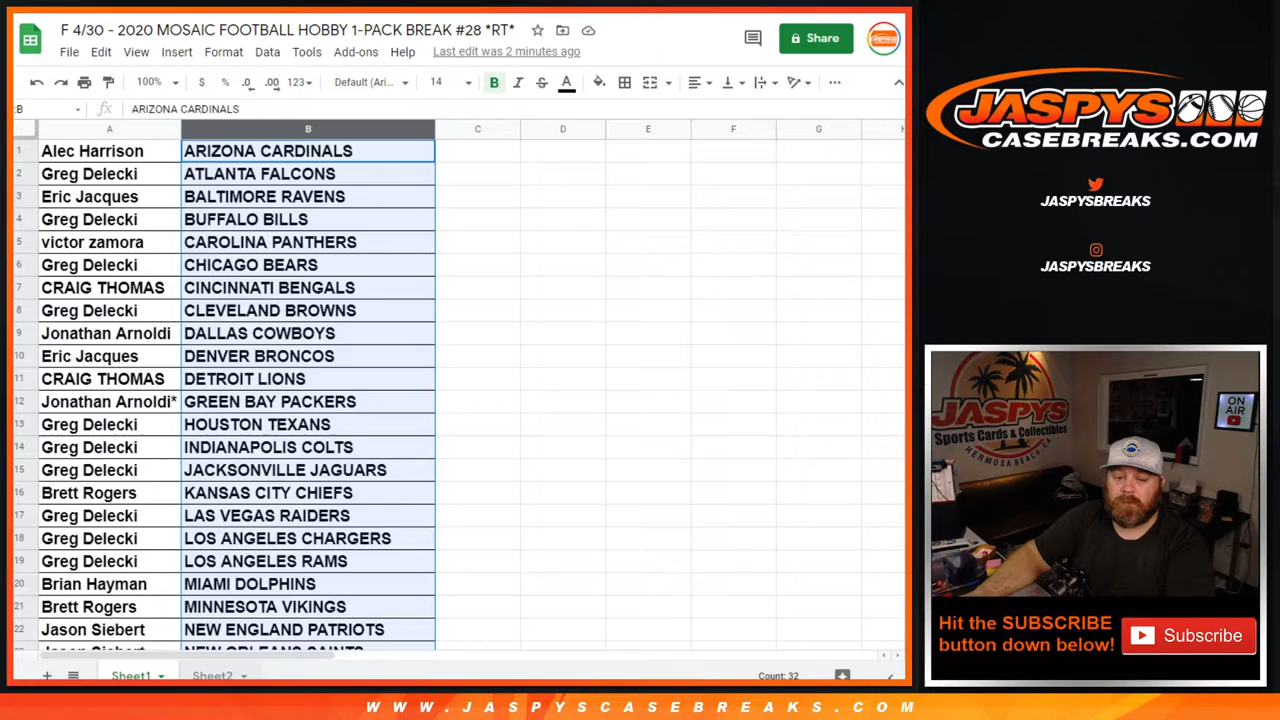 F 4/30 - 2020 MOSAIC FOOTBALL HOBBY 1-PACK BREAK #28 *RT*
File Edit View Insert Format Data Tools Add-ons Help Last edit was 2 minutes ago
Share
100% $ % .0 .00 123 Default (Ari... 14 B I S A
:B fx ARIZONA CARDINALS
A B C D E F G H
1 Alec Harrison ARIZONA CARDINALS
2 Greg Delecki ATLANTA FALCONS
3 Eric Jacques BALTIMORE RAVENS
4 Greg Delecki BUFFALO BILLS
5 victor zamora CAROLINA PANTHERS
6 Greg Delecki CHICAGO BEARS
7 CRAIG THOMAS CINCINNATI BENGALS
8 Greg Delecki CLEVELAND BROWNS
9 Jonathan Arnoldi DALLAS COWBOYS
10 Eric Jacques DENVER BRONCOS
11 CRAIG THOMAS DETROIT LIONS
12 Jonathan Arnoldi* GREEN BAY PACKERS
13 Greg Delecki HOUSTON TEXANS
14 Greg Delecki INDIANAPOLIS COLTS
15 Greg Delecki JACKSONVILLE JAGUARS
16 Brett Rogers KANSAS CITY CHIEFS
17 Greg Delecki LAS VEGAS RAIDERS
18 Greg Delecki LOS ANGELES CHARGERS
19 Greg Delecki LOS ANGELES RAMS
20 Brian Hayman MIAMI DOLPHINS
21 Brett Rogers MINNESOTA VIKINGS
22 Jason Siebert NEW ENGLAND PATRIOTS
Jason Siebert NEW ORLEANS SAINTS
Sheet1 Sheet2 Count: 32
JASPYS
CASEBREAKS.COM
JASPYSBREAKS
JASPYSBREAKS
JASPYS
Sports Cards & Collectibles
HERMOSA BEACH, CA
ON
AIR
Hit the SUBSCRIBE
button down below!
Subscribe
WWW.JASPYSCASEBREAKS.COM